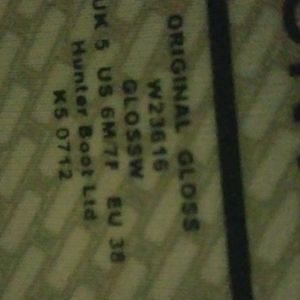 ORIGINAL GLOSS
W23616
GLOSSW
UK 5 US 6M7F EU 38
Hunter Boot Ltd
K5 0712